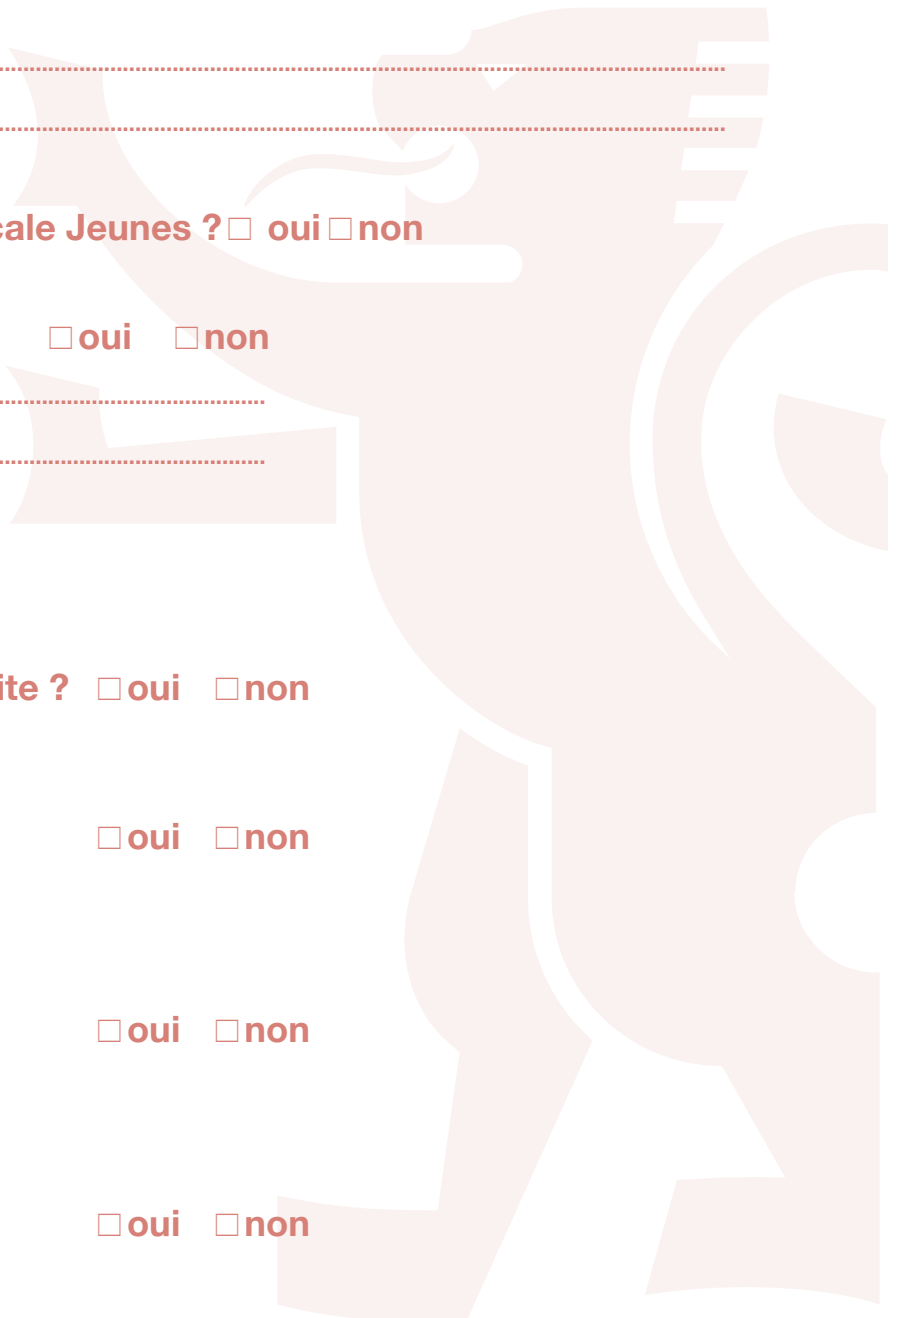 cale Jeunes ? □ oui □ non
□ oui □ non
ite ? □ oui □ non
□ oui □ non
□ oui □ non
□ oui □ non